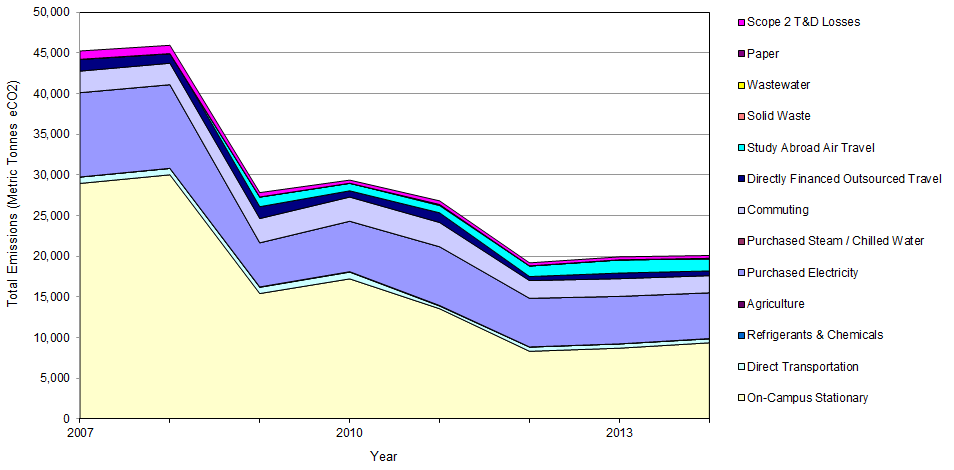 50,000
45,000
40,000
35,000
30,000
25,000
20,000
15,000
10,000
5,000
0
Total Emissions (Metric Tonnes eCO2)
2007
2010
2013
Year
Scope 2 T&D Losses
Paper
Wastewater
Solid Waste
Study Abroad Air Travel
Directly Financed Outsourced Travel
Commuting
Purchased Steam / Chilled Water
Purchased Electricity
Agriculture
Refrigerants & Chemicals
Direct Transportation
On-Campus Stationary